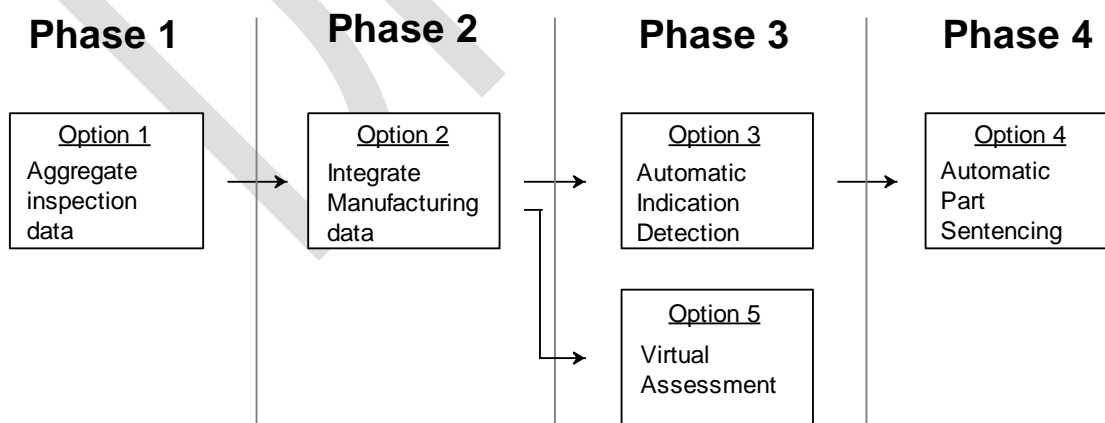 Phase 1
Phase 2
Phase 3
Phase 4
Option 1
Aggregate
inspection
data
Option 2
Integrate
Manufacturing
data
Option 3
Automatic
Indication
Detection
Option 4
Automatic
Part
Sentencing
Option 5
Virtual
Assessment